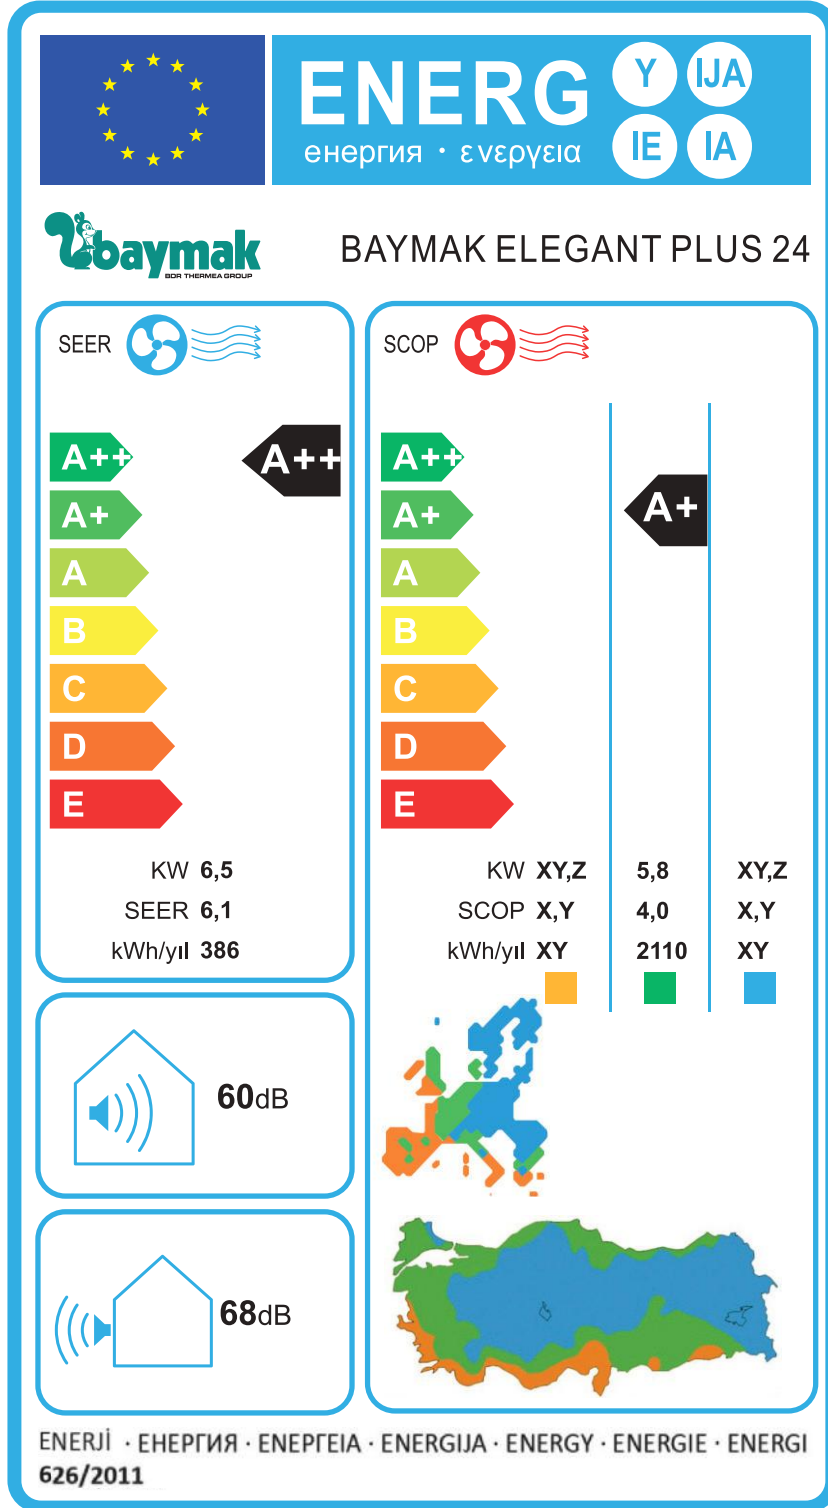 ENERG Y IJA
енергия · ενεργεια IE IA
baymak
BDR THERMEA GROUP
BAYMAK ELEGANT PLUS 24
SEER
A++ A++
A+
A
B
C
D
E
KW 6,5
SEER 6,1
kWh/yıl 386
SCOP
A++
A+ A+
A
B
C
D
E
KW XY,Z 5,8 XY,Z
SCOP X,Y 4,0 X,Y
kWh/yıl XY 2110 XY
60dB
68dB
ENERJİ · ЕНЕРГИЯ · ΕΝΕΡΓΕΙΑ · ENERGIJA · ENERGY · ENERGIE · ENERGI
626/2011